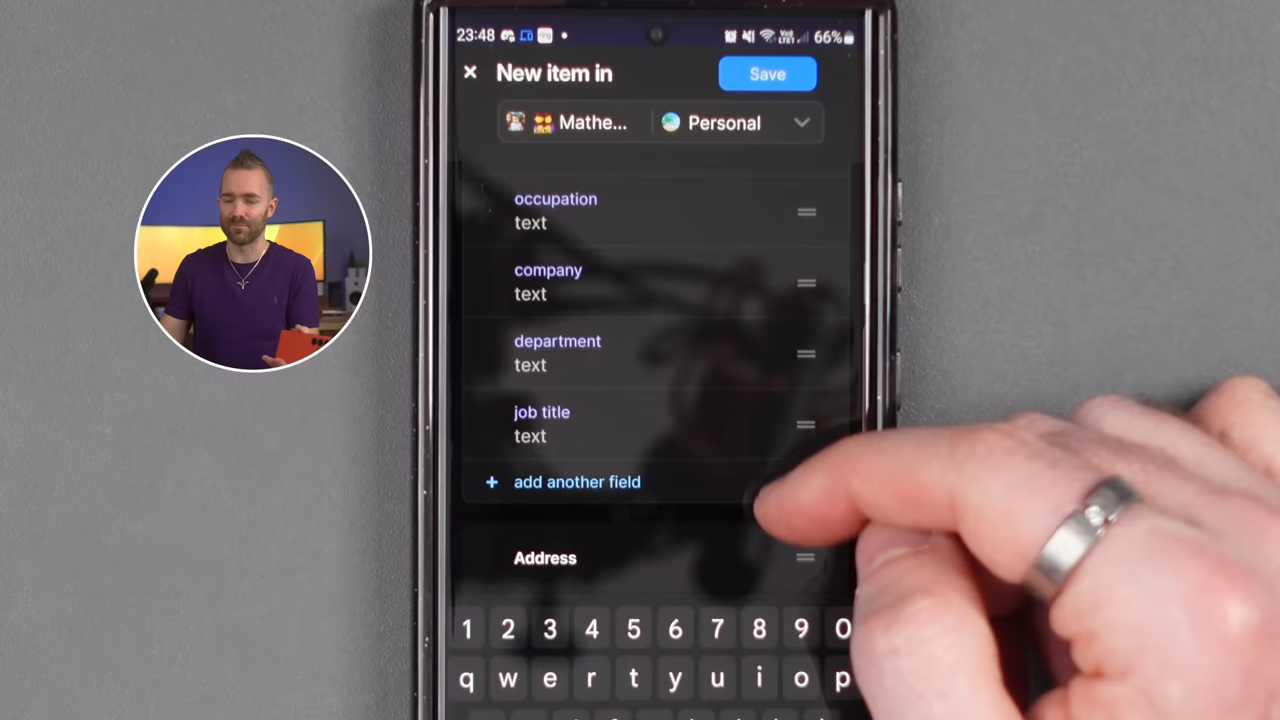 23:48 66%
New item in
Save
Mathe... Personal
occupation
text
company
text
department
text
job title
text
+ add another field
Address
1 2 3 4 5 6 7 8 9 0
q w e r t y u i o p